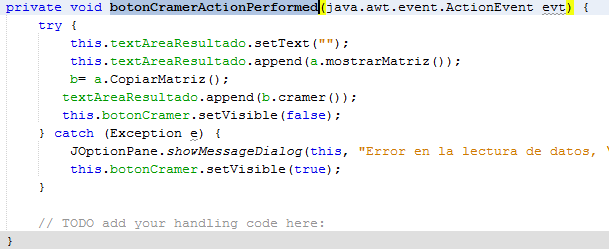 private void botonCramerActionPerformed(java.awt.event.ActionEvent evt) {
try {
this.textAreaResultado.setText("");
this.textAreaResultado.append(a.mostrarMatriz());
b= a.CopiarMatriz();
textAreaResultado.append(b.cramer());
this.botonCramer.setVisible(false);
} catch (Exception e) {
JOptionPane.showMessageDialog(this, "Error en la lectura de datos,
this.botonCramer.setVisible(true);
}
// TODO add your handling code here:
}